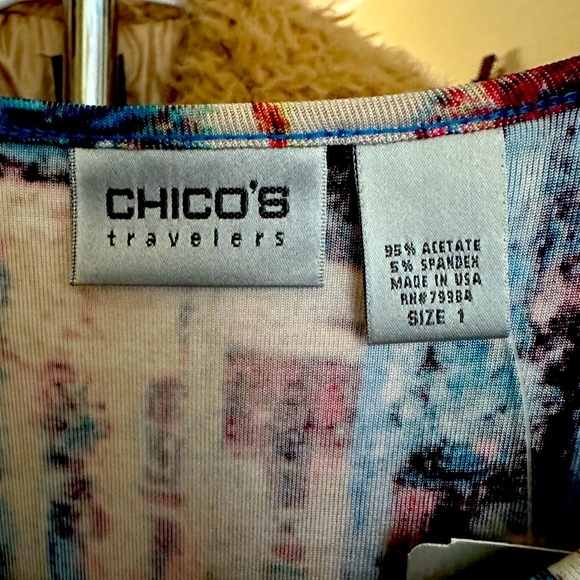 CHICO'S
travelers
95% ACETATE
5% SPANDEX
MADE IN USA
RN#79984
SIZE 1